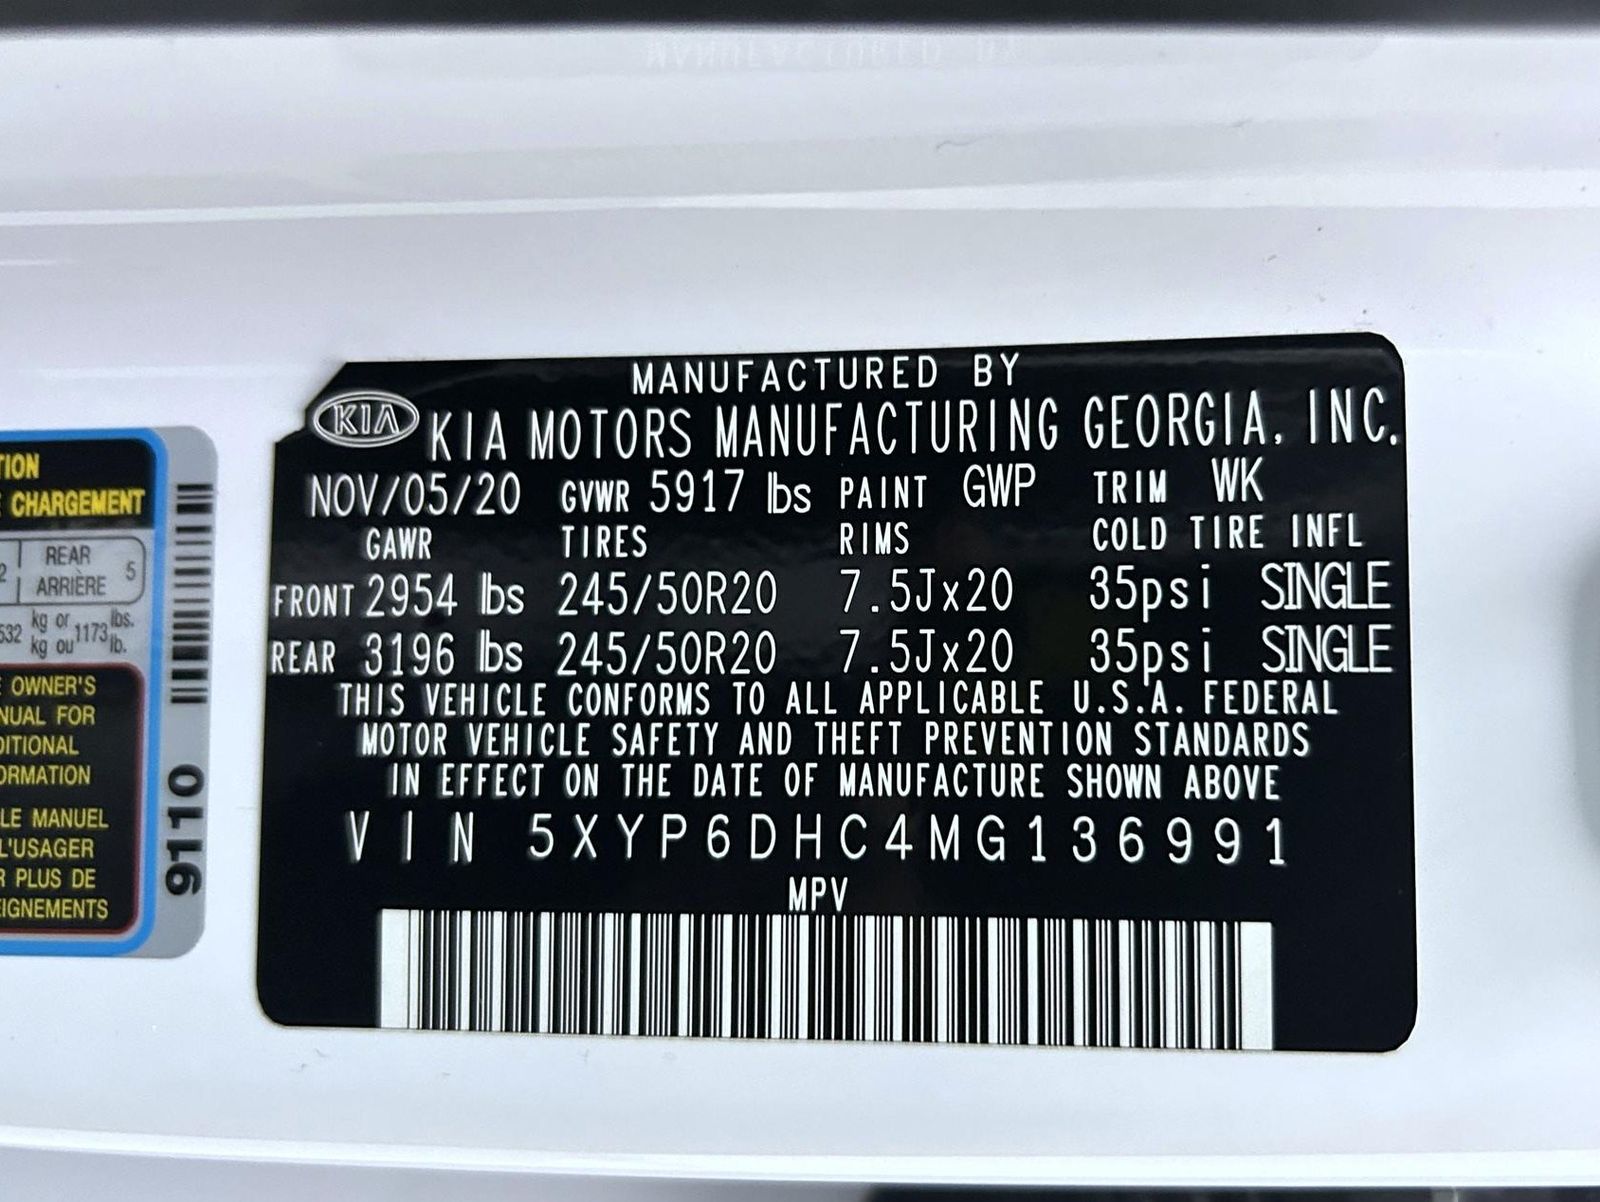 MANUFACTURED BY
KIA KIA MOTORS MANUFACTURING GEORGIA, INC.
NOV/05/20 GVWR 5917 lbs PAINT GWP TRIM WK
GAWR TIRES RIMS COLD TIRE INFL
FRONT 2954 lbs 245/50R20 7.5Jx20 35psi SINGLE
REAR 3196 lbs 245/50R20 7.5Jx20 35psi SINGLE
THIS VEHICLE CONFORMS TO ALL APPLICABLE U.S.A. FEDERAL
MOTOR VEHICLE SAFETY AND THEFT PREVENTION STANDARDS
IN EFFECT ON THE DATE OF MANUFACTURE SHOWN ABOVE
VIN 5XYP6DHC4MG136991
MPV
TION
E CHARGEMENT
2 REAR 5
ARRIÈRE
532 kg or 1173 lbs.
kg ou lb.
E OWNER'S
NUAL FOR
DITIONAL
ORMATION
LE MANUEL
L'USAGER
R PLUS DE
EIGNEMENTS
9110